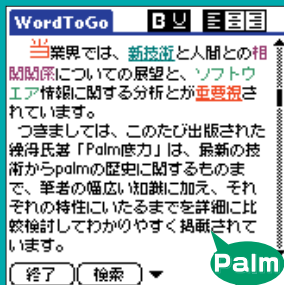 WordToGo B U
当業界では、新技術と人間との相
関関係についての展望と、ソフトウ
エア情報に関する分析とが重要視さ
れています。
つきましては、このたび出版された
氏著「Palm底力」は、最新の技
術からpalmの歴史に関するものま
で、筆者の幅広い知識に加え、それ
ぞれの特性にいたるまでを詳細に比
較検討してわかりやすく掲載されて
います。
終了 検索
Palm